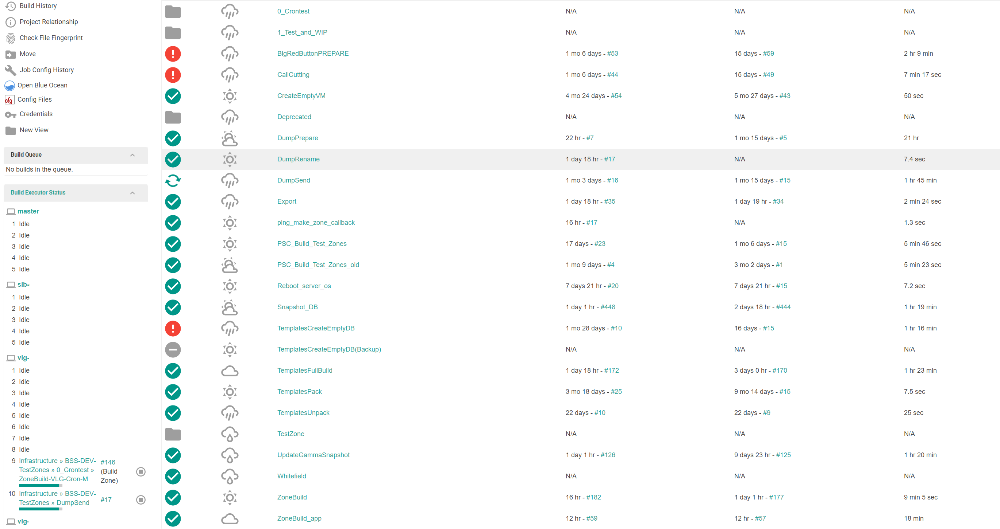 Build History
Project Relationship
Check File Fingerprint
Move
Job Config History
Open Blue Ocean
cfg Config Files
Credentials
New View
Build Queue
No builds in the queue.
Build Executor Status
master
1 Idle
2 Idle
3 Idle
4 Idle
5 Idle
sib-
1 Idle
2 Idle
3 Idle
4 Idle
5 Idle
vlg-
1 Idle
2 Idle
3 Idle
4 Idle
5 Idle
6 Idle
7 Idle
8 Idle
9 Infrastructure » BSS-DEV-
TestZones » 0_Crontest »
ZoneBuild-VLG-Cron-M
#146
(Build
Zone)
10 Infrastructure » BSS-DEV-
TestZones » DumpSend
#17
vlg-
0_Crontest N/A N/A N/A
1_Test_and_WIP N/A N/A N/A
BigRedButtonPREPARE 1 mo 6 days - #53 15 days - #59 2 hr 9 min
CallCutting 1 mo 6 days - #44 15 days - #49 7 min 17 sec
CreateEmptyVM 4 mo 24 days - #54 5 mo 27 days - #43 50 sec
Deprecated N/A N/A N/A
DumpPrepare 22 hr - #7 1 mo 15 days - #5 21 hr
DumpRename 1 day 18 hr - #17 N/A 7.4 sec
DumpSend 1 mo 3 days - #16 1 mo 15 days - #15 1 hr 45 min
Export 1 day 18 hr - #35 1 day 19 hr - #34 2 min 24 sec
ping_make_zone_callback 16 hr - #17 N/A 1.3 sec
PSC_Build_Test_Zones 17 days - #23 1 mo 6 days - #15 5 min 46 sec
PSC_Build_Test_Zones_old 1 mo 9 days - #4 3 mo 2 days - #1 5 min 23 sec
Reboot_server_os 7 days 21 hr - #20 7 days 21 hr - #15 7.2 sec
Snapshot_DB 1 day 1 hr - #448 2 days 18 hr - #444 1 hr 19 min
TemplatesCreateEmptyDB 1 mo 28 days - #10 16 days - #15 1 hr 16 min
TemplatesCreateEmptyDB(Backup) N/A N/A N/A
TemplatesFullBuild 1 day 18 hr - #172 3 days 0 hr - #170 1 hr 23 min
TemplatesPack 3 mo 18 days - #25 9 mo 14 days - #15 7.5 sec
TemplatesUnpack 22 days - #10 22 days - #9 25 sec
TestZone N/A N/A N/A
UpdateGammaSnapshot 1 day 1 hr - #126 9 days 23 hr - #125 1 hr 20 min
Whitefield N/A N/A N/A
ZoneBuild 16 hr - #182 1 day 1 hr - #177 9 min 5 sec
ZoneBuild_app 12 hr - #59 12 hr - #57 18 min